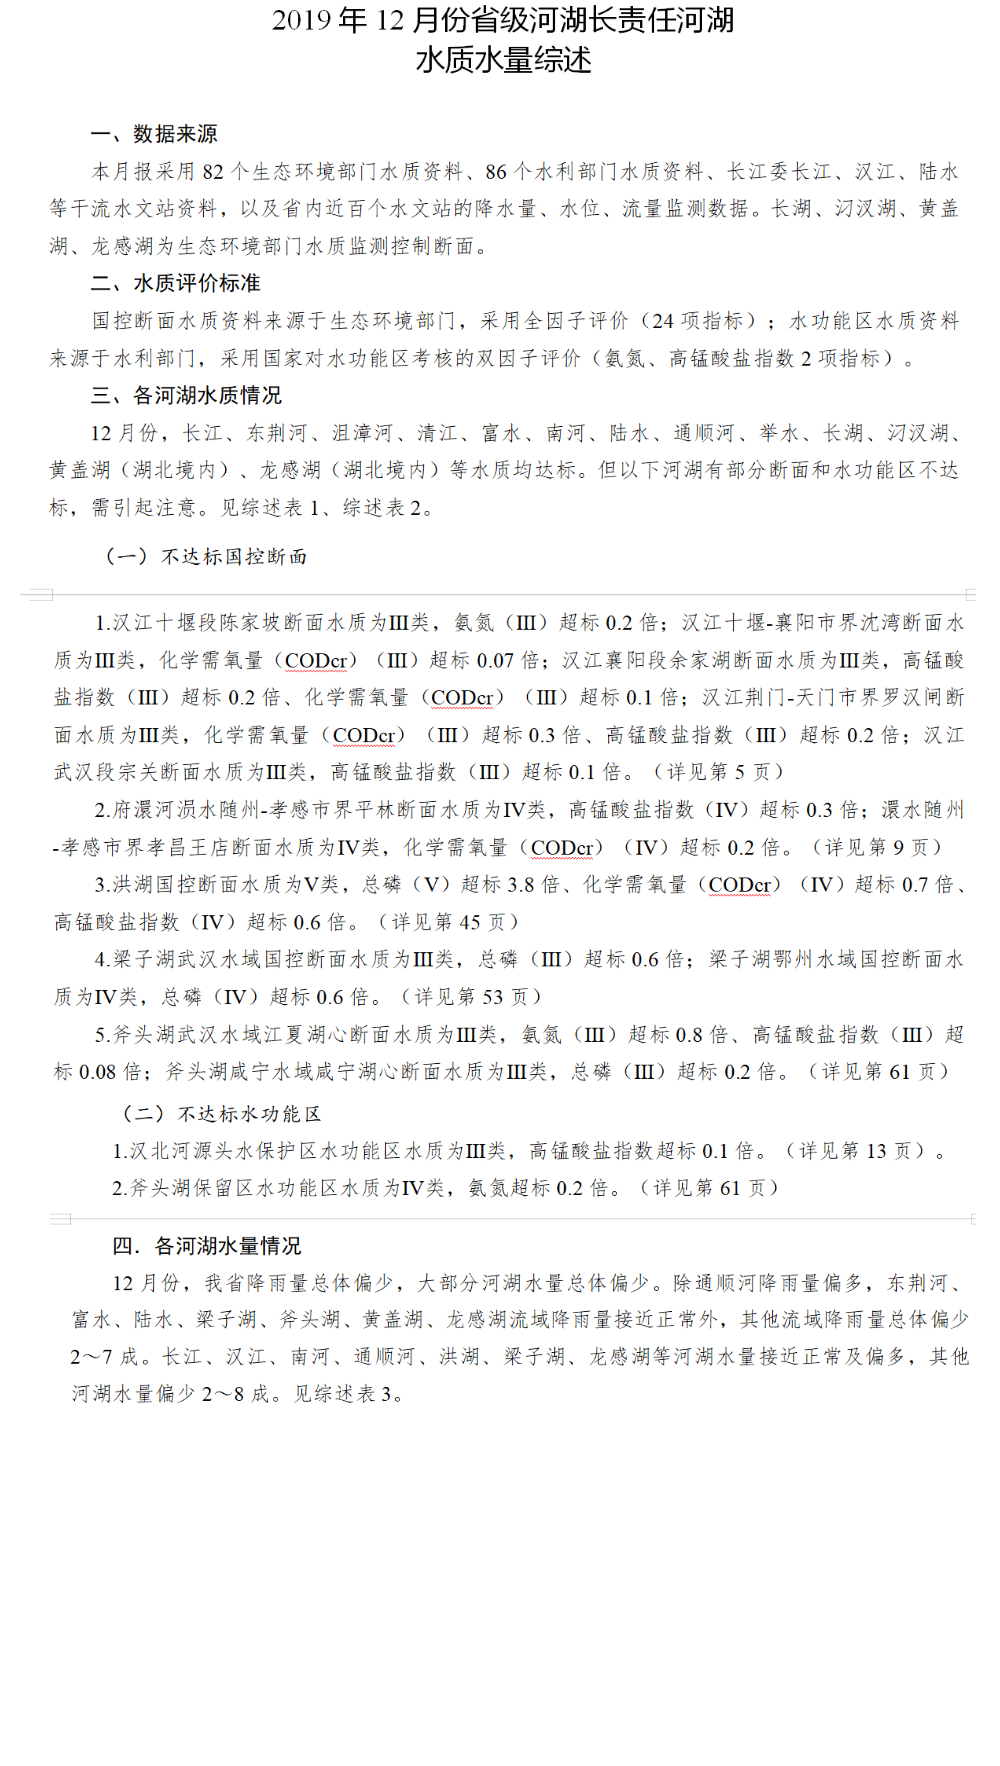 2019 年 12 月份省级河湖长责任河湖
水质水量综述
一、数据来源
本月报采用 82 个生态环境部门水质资料、86 个水利部门水质资料、长江委长江、汉江、陆水
等干流水文站资料，以及省内近百个水文站的降水量、水位、流量监测数据。长湖、汈汊湖、黄盖
湖、龙感湖为生态环境部门水质监测控制断面。
二、水质评价标准
国控断面水质资料来源于生态环境部门，采用全因子评价（24 项指标）；水功能区水质资料
来源于水利部门，采用国家对水功能区考核的双因子评价（氨氮、高锰酸盐指数 2 项指标）。
三、各河湖水质情况
12 月份，长江、东荆河、沮漳河、清江、富水、南河、陆水、通顺河、举水、长湖、汈汊湖、
黄盖湖（湖北境内）、龙感湖（湖北境内）等水质均达标。但以下河湖有部分断面和水功能区不达
标，需引起注意。见综述表 1、综述表 2。
（一）不达标国控断面
1.汉江十堰段陈家坡断面水质为III类，氨氮（III）超标 0.2 倍；汉江十堰-襄阳市界沈湾断面水
质为III类，化学需氧量（CODcr）（III）超标 0.07 倍；汉江襄阳段余家湖断面水质为III类，高锰酸
盐指数（III）超标 0.2 倍、化学需氧量（CODcr）（III）超标 0.1 倍；汉江荆门-天门市界罗汉闸断
面水质为III类，化学需氧量（CODcr）（III）超标 0.3 倍、高锰酸盐指数（III）超标 0.2 倍；汉江
武汉段宗关断面水质为III类，高锰酸盐指数（III）超标 0.1 倍。（详见第 5 页）
2.府澴河涢水随州-孝感市界平林断面水质为IV类，高锰酸盐指数（IV）超标 0.3 倍；澴水随州
-孝感市界孝昌王店断面水质为IV类，化学需氧量（CODcr）（IV）超标 0.2 倍。（详见第 9 页）
3.洪湖国控断面水质为V类，总磷（V）超标 3.8 倍、化学需氧量（CODcr）（IV）超标 0.7 倍、
高锰酸盐指数（IV）超标 0.6 倍。（详见第 45 页）
4.梁子湖武汉水域国控断面水质为III类，总磷（III）超标 0.6 倍；梁子湖鄂州水域国控断面水
质为IV类，总磷（IV）超标 0.6 倍。（详见第 53 页）
5.斧头湖武汉水域江夏湖心断面水质为III类，氨氮（III）超标 0.8 倍、高锰酸盐指数（III）超
标 0.08 倍；斧头湖咸宁水域咸宁湖心断面水质为III类，总磷（III）超标 0.2 倍。（详见第 61 页）
（二）不达标水功能区
1.汉北河源头水保护区水功能区水质为III类，高锰酸盐指数超标 0.1 倍。（详见第 13 页）。
2.斧头湖保留区水功能区水质为IV类，氨氮超标 0.2 倍。（详见第 61 页）
四．各河湖水量情况
12 月份，我省降雨量总体偏少，大部分河湖水量总体偏少。除通顺河降雨量偏多，东荆河、
富水、陆水、梁子湖、斧头湖、黄盖湖、龙感湖流域降雨量接近正常外，其他流域降雨量总体偏少
2～7 成。长江、汉江、南河、通顺河、洪湖、梁子湖、龙感湖等河湖水量接近正常及偏多，其他
河湖水量偏少 2～8 成。见综述表 3。